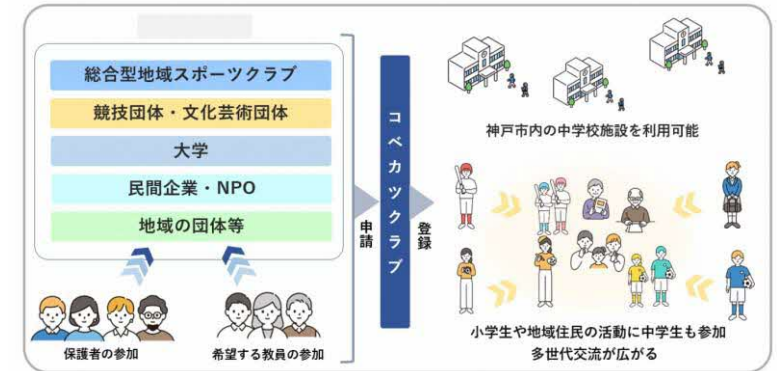 総合型地域スポーツクラブ
競技団体・文化芸術団体
大学
民間企業・NPO
地域の団体等
保護者の参加
希望する教員の参加
申請
コベカツクラブ
登録
神戸市内の中学校施設を利用可能
小学生や地域住民の活動に中学生も参加
多世代交流が広がる